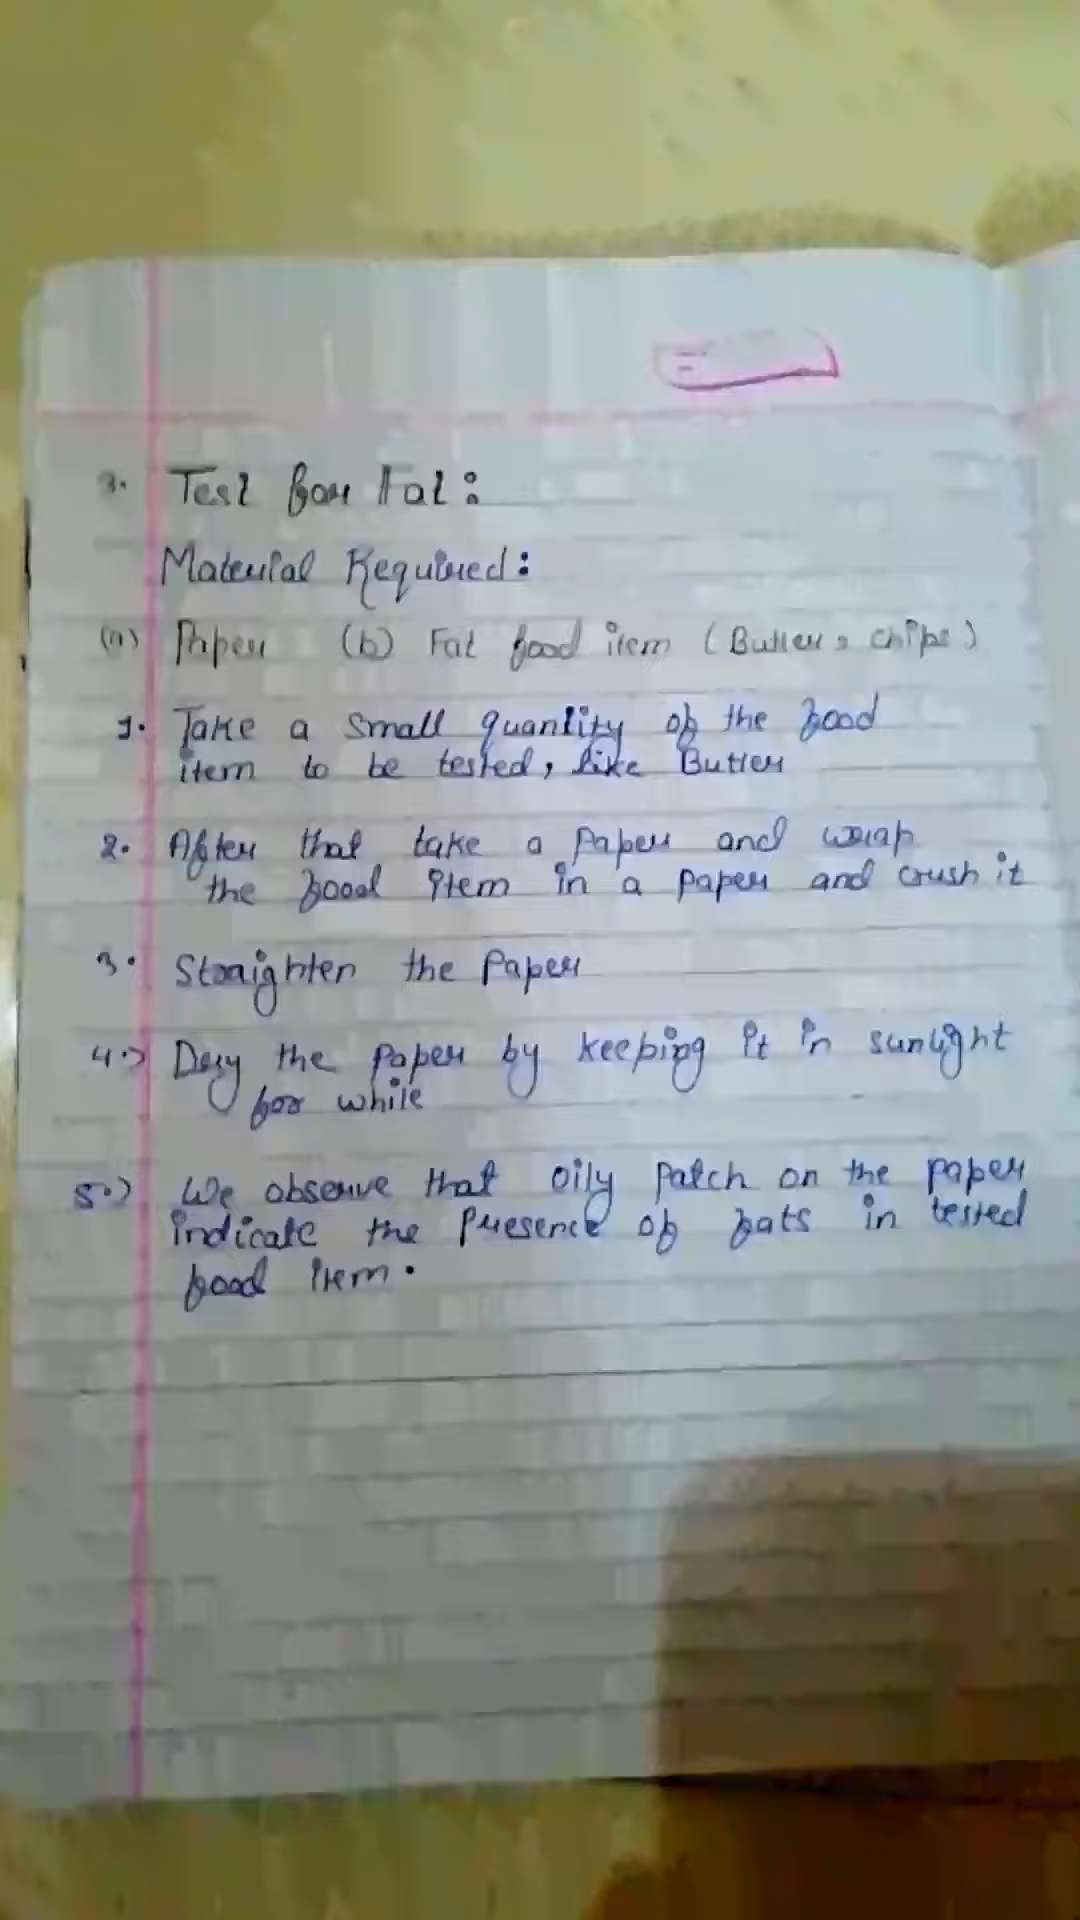 3. Test for Fat:
Material Required:
(a) Paper (b) Fat food item (Butter, chips)
1. Take a small quantity of the food
item to be tested, like Butter
2. After that take a paper and wrap
the food item in a paper and crush it
3. Straighten the Paper
4.) Dry the paper by keeping it in sunlight
for while
5.) We observe that oily patch on the paper
indicate the presence of fats in tested
food item.